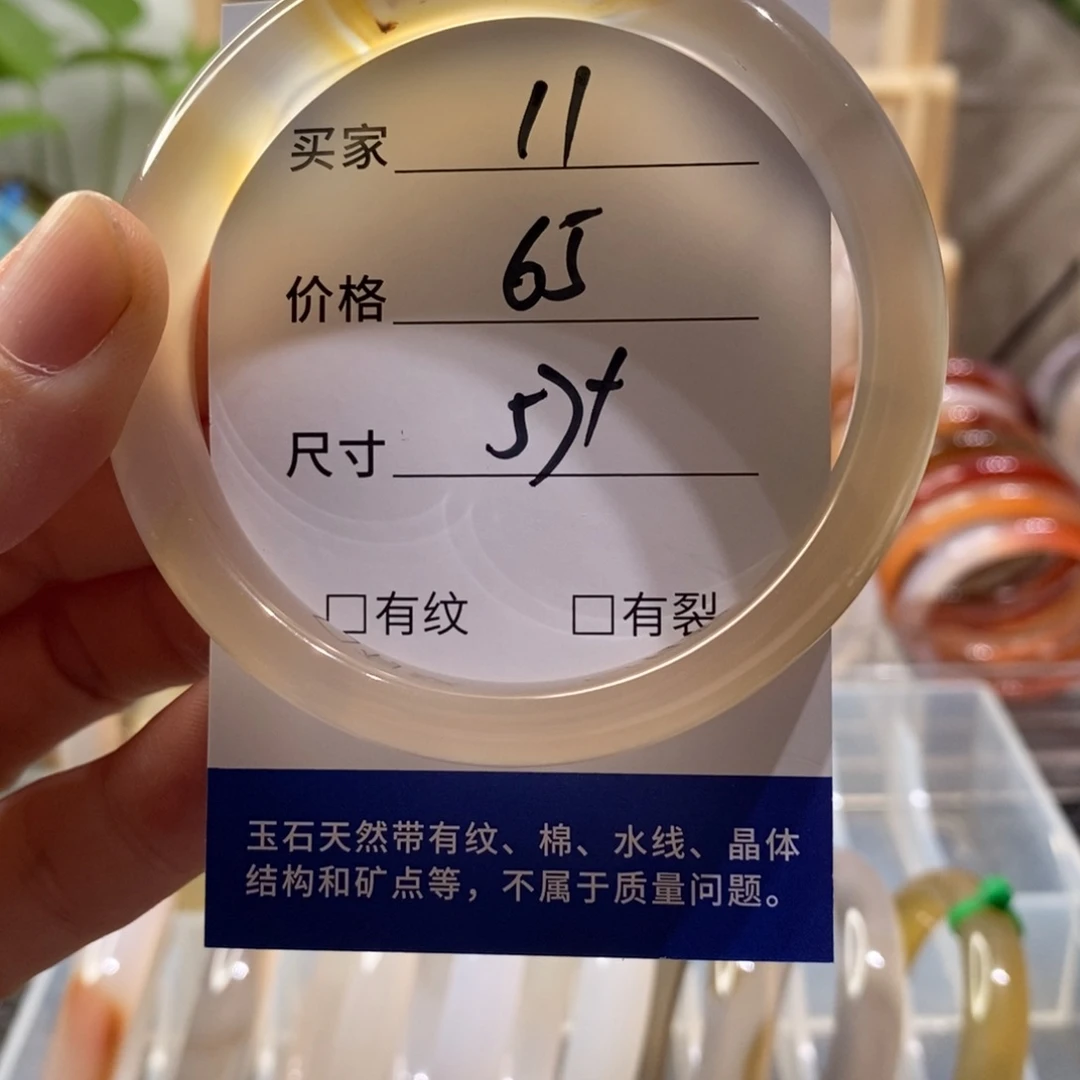 买家 11
价格 65
尺寸 57+
□有纹 □有裂
玉石天然带有纹、棉、水线、晶体
结构和矿点等，不属于质量问题。